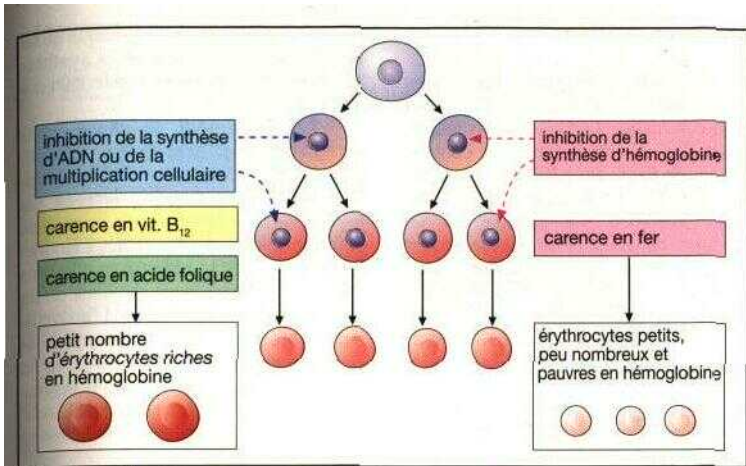 inhibition de la synthèse
d'ADN ou de la
multiplication cellulaire
carence en vit. B₁₂
carence en acide folique
petit nombre
d'érythrocytes riches
en hémoglobine
inhibition de la
synthèse d'hémoglobine
carence en fer
érythrocytes petits,
peu nombreux et
pauvres en hémoglobine